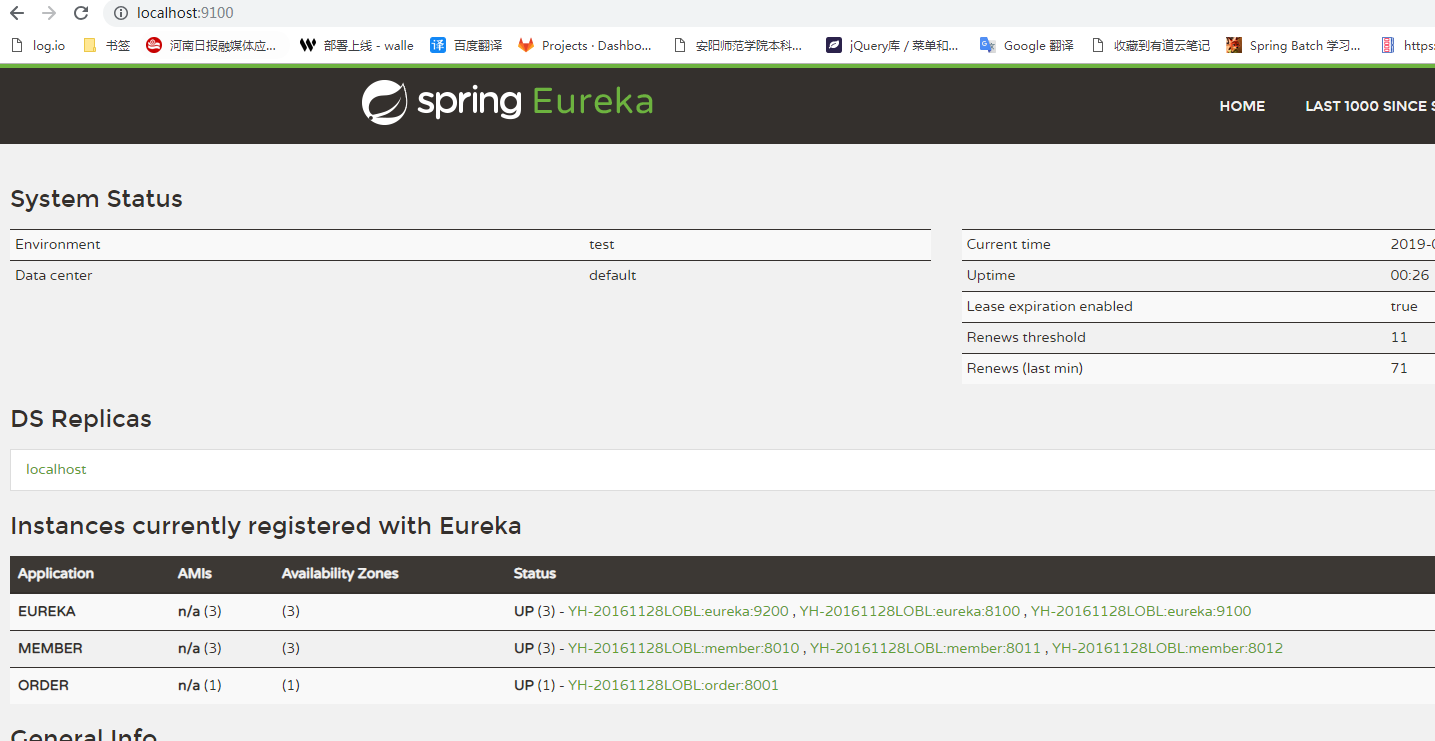 localhost:9100
log.io 书签 河南日报融媒体应... 部署上线 - walle 百度翻译 Projects · Dashbo... 安阳师范学院本科... jQuery库 / 菜单和... Google 翻译 收藏到有道云笔记 Spring Batch 学习... https:
spring Eureka HOME LAST 1000 SINCE S
System Status
Environment test Current time 2019-0
Data center default Uptime 00:26
Lease expiration enabled true
Renews threshold 11
Renews (last min) 71
DS Replicas
localhost
Instances currently registered with Eureka
Application AMIs Availability Zones Status
EUREKA n/a (3) (3) UP (3) - YH-20161128LOBL:eureka:9200 , YH-20161128LOBL:eureka:8100 , YH-20161128LOBL:eureka:9100
MEMBER n/a (3) (3) UP (3) - YH-20161128LOBL:member:8010 , YH-20161128LOBL:member:8011 , YH-20161128LOBL:member:8012
ORDER n/a (1) (1) UP (1) - YH-20161128LOBL:order:8001
General Info